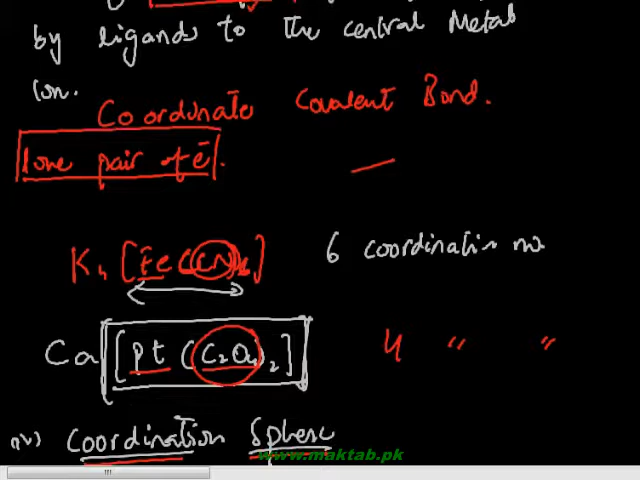 by ligands to the central Metal
ion.
Coordinate Covalent Bond.
lone pair of ē.
K4 [Fe(CN)6] 6 coordination no
Ca [pt (C2O4)2] 4 " "
iv) Coordination Sphere
www.maktab.pk